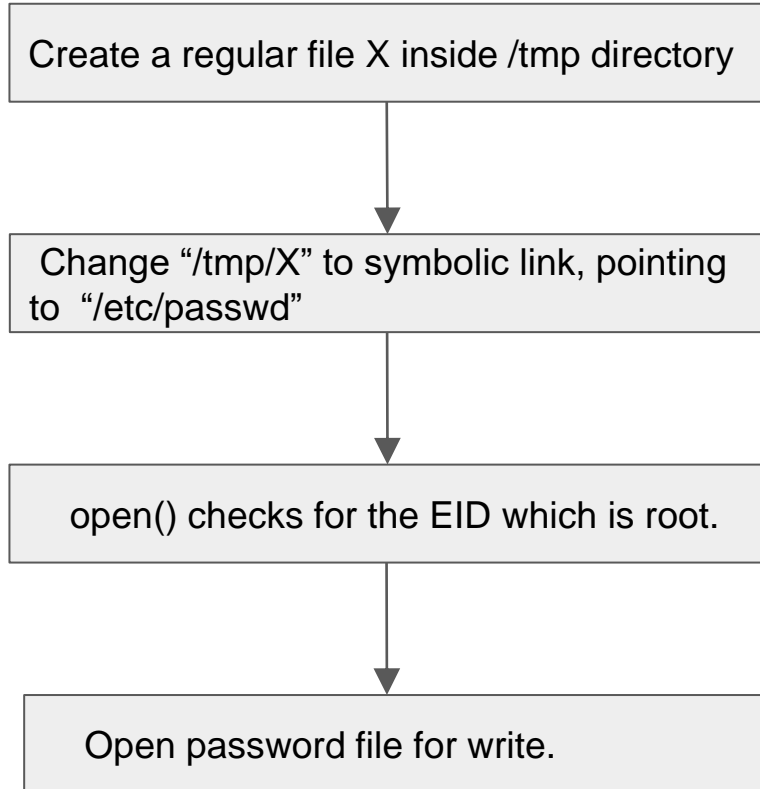 Create a regular file X inside /tmp directory
Change “/tmp/X” to symbolic link, pointing
to “/etc/passwd”
open() checks for the EID which is root.
Open password file for write.